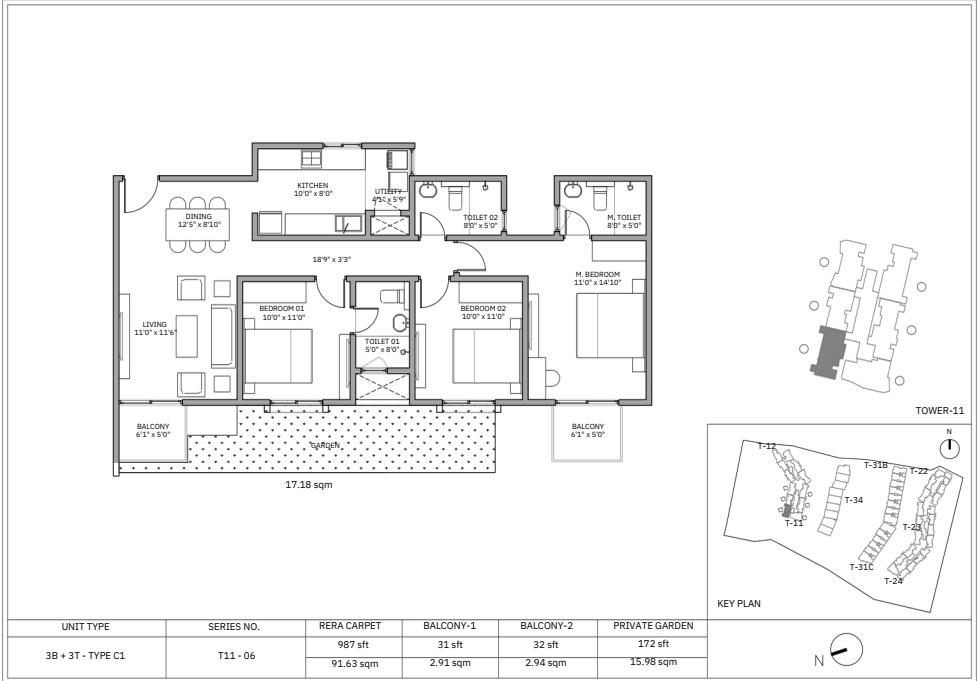 KITCHEN
10'0" x 8'0"
UTILITY
4'1" x 5'9"
DINING
12'5" x 8'10"
TOILET 02
8'0" x 5'0"
M. TOILET
8'0" x 5'0"
18'9" x 3'3"
M. BEDROOM
11'0" x 14'10"
BEDROOM 01
10'0" x 11'0"
BEDROOM 02
10'0" x 11'0"
LIVING
11'0" x 11'6"
TOILET 01
5'0" x 8'0"
BALCONY
6'1" x 5'0"
GARDEN
BALCONY
6'1" x 5'0"
17.18 sqm
TOWER-11
N
T-12
T-31B
T-22
T-34
T-11
T-23
T-31C
T-24
KEY PLAN
UNIT TYPE SERIES NO. RERA CARPET BALCONY-1 BALCONY-2 PRIVATE GARDEN
3B + 3T - TYPE C1 T11 - 06
987 sft 31 sft 32 sft 172 sft
91.63 sqm 2.91 sqm 2.94 sqm 15.98 sqm
N